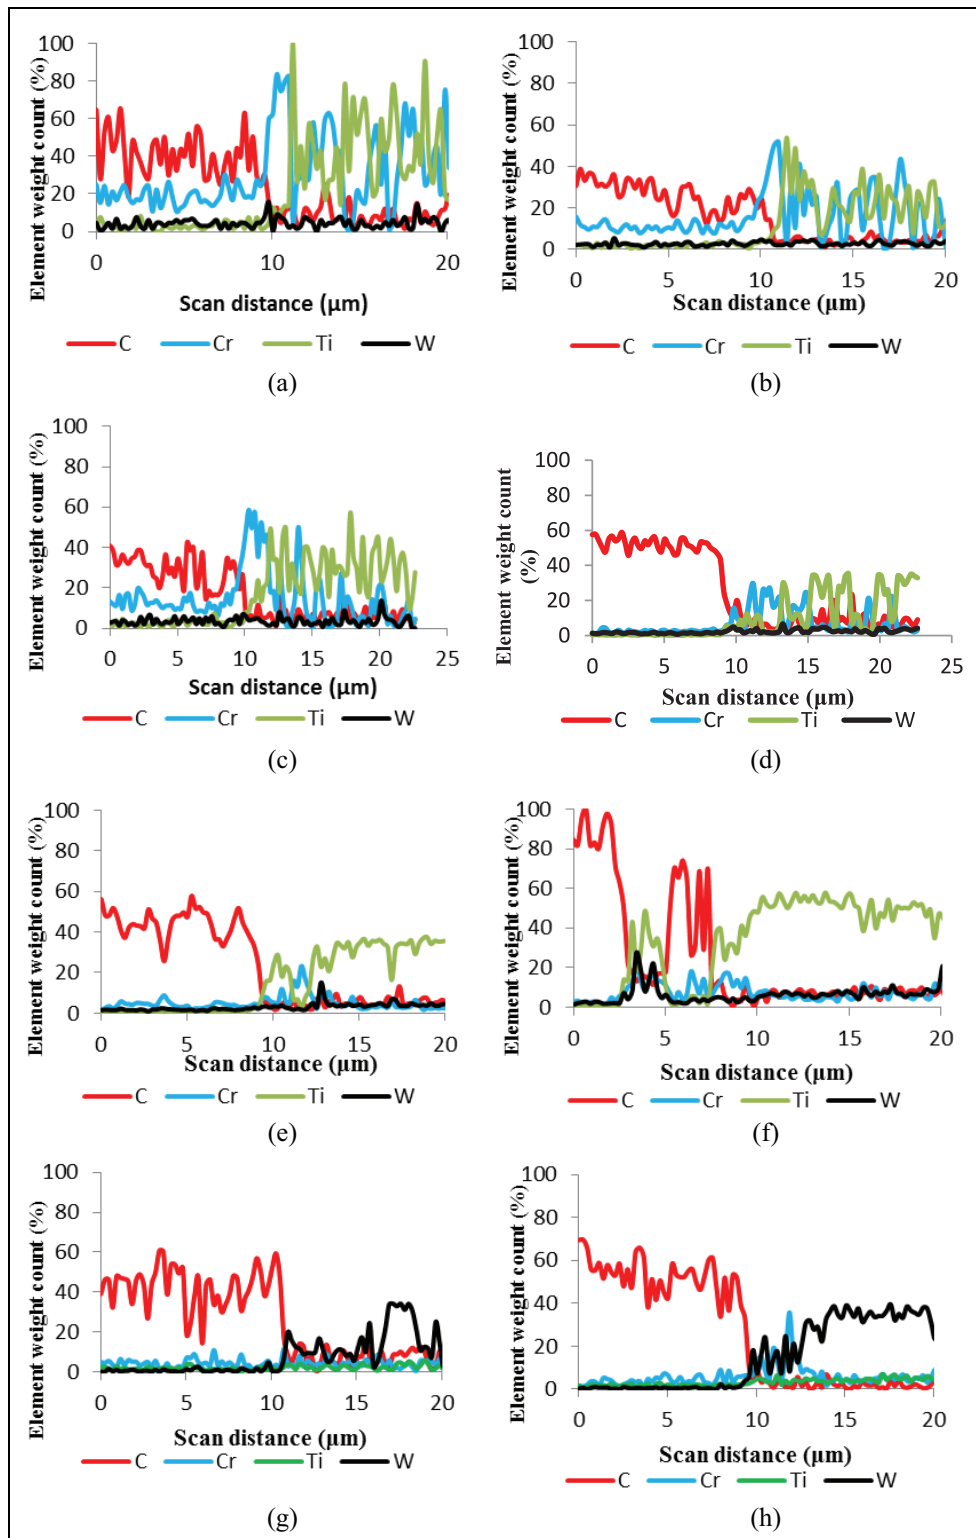 100
80
60
40
20
0
Element weight count (%)
0 10 20
Scan distance (µm)
C Cr Ti W
(a)
100
80
60
40
20
0
Element weight count (%)
0 5 10 15 20
Scan distance (µm)
C Cr Ti W
(b)
100
80
60
40
20
0
Element weight count (%)
0 5 10 15 20 25
Scan distance (µm)
C Cr Ti W
(c)
100
80
60
40
20
0
Element weight count
(%)
0 5 10 15 20 25
Scan distance (µm)
C Cr Ti W
(d)
100
80
60
40
20
0
Element weight count (%)
0 5 10 15 20
Scan distance (µm)
C Cr Ti W
(e)
100
80
60
40
20
0
Element weight count (%)
0 5 10 15 20
Scan distance (µm)
C Cr Ti W
(f)
100
80
60
40
20
0
Element weight count (%)
0 5 10 15 20
Scan distance (µm)
C Cr Ti W
(g)
100
80
60
40
20
0
Element weight count (%)
0 5 10 15 20
Scan distance (µm)
C Cr Ti W
(h)